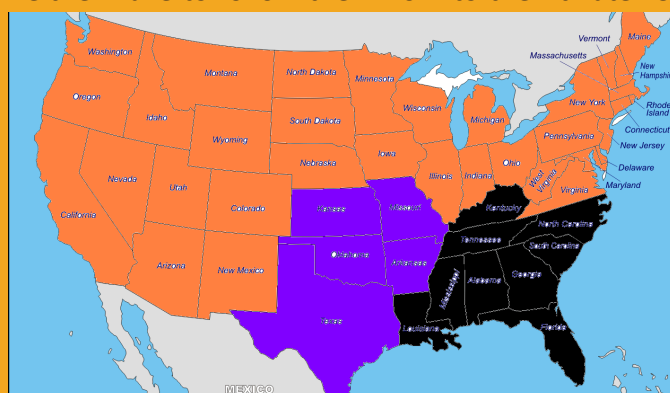 Vermont
Maine
Massachusetts
Washington
Montana
North Dakota
Minnesota
New
Hampshir
Oregon
Idaho
Wisconsin
Michigan
New York
Rhode
Island
South Dakota
Wyoming
Connecticut
Pennsylvania
New Jersey
Nebraska
Iowa
Ohio
Illinois
Indiana
Nevada
Utah
Colorado
West
Virginia
Delaware
Maryland
Virginia
California
Kansas
Missouri
Kentucky
North Carolina
Tennessee
South Carolina
Arizona
New Mexico
Oklahoma
Arkansas
Mississippi
Alabama
Georgia
Texas
Louisiana
Florida
MEXICO